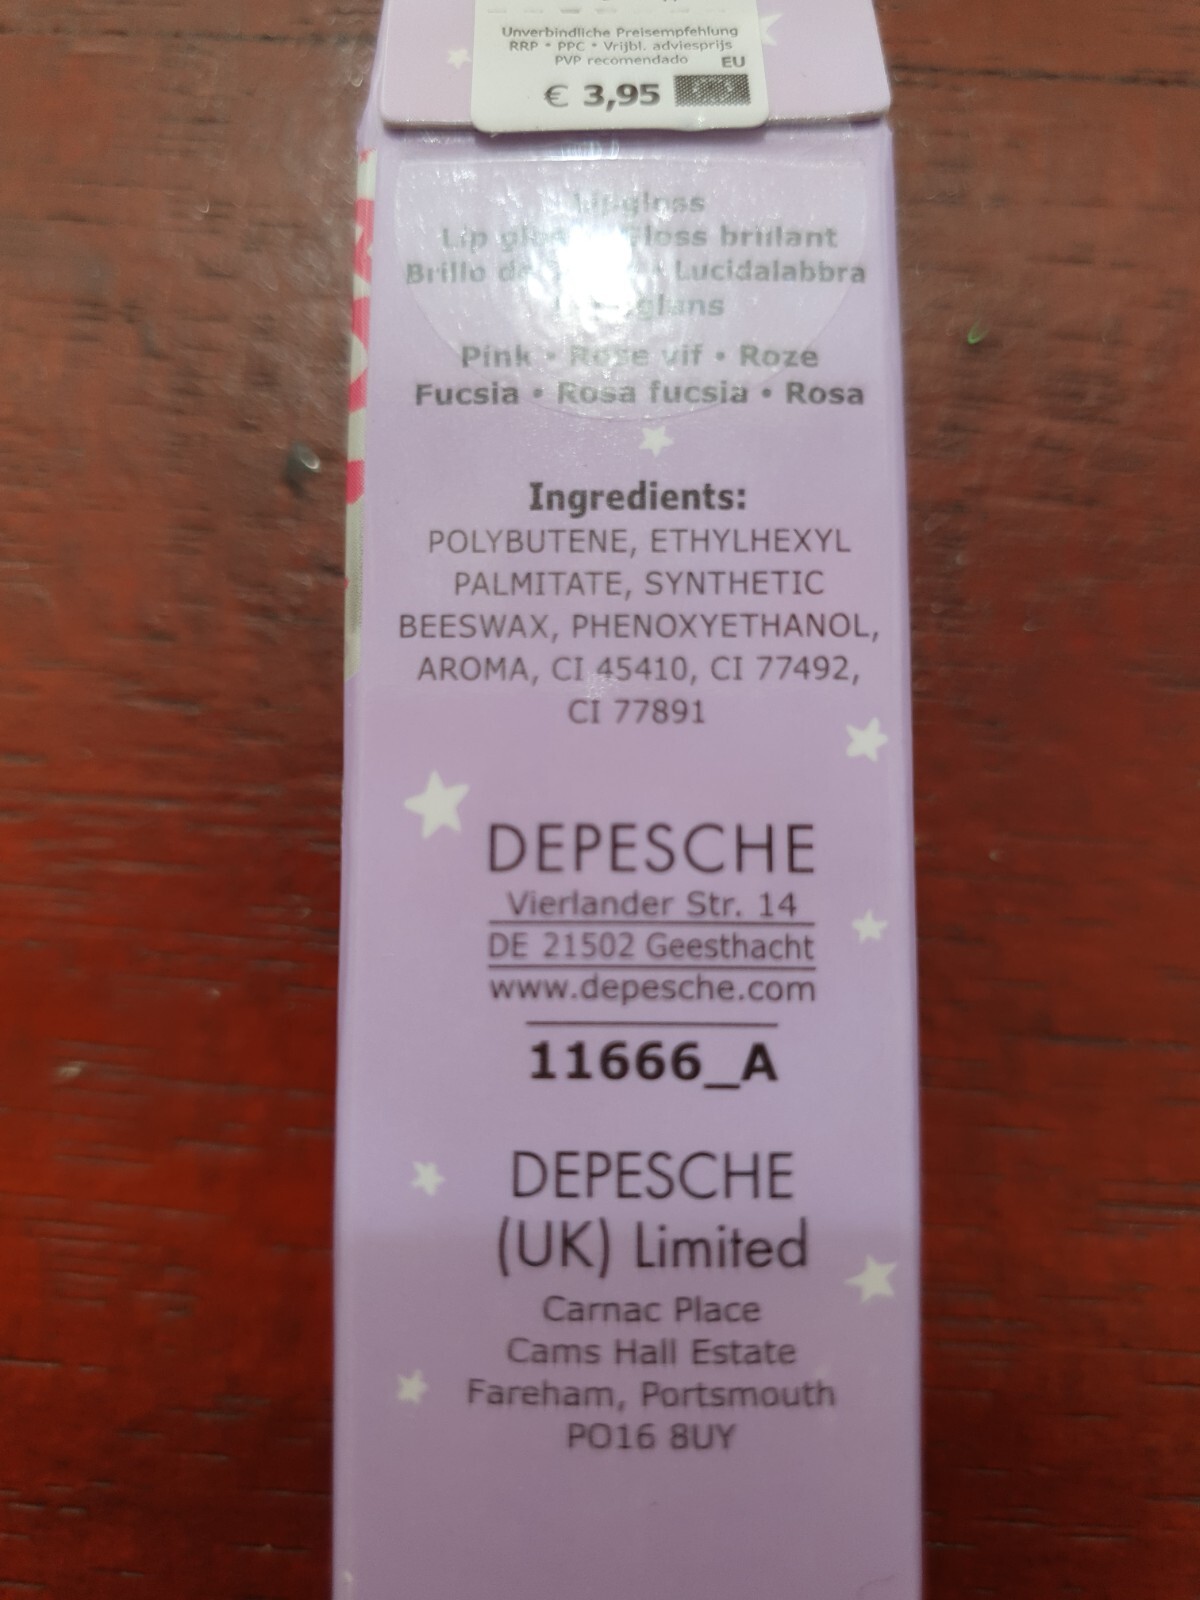 Unverbindliche Preisempfehlung
RRP • PPC • Vrijbl. adviesprijs
PVP recomendado EU
€ 3,95
Lipgloss
Lip Gloss brillant
Brillo • Lucidalabbra
Pink • Rose vif • Roze
Fucsia • Rosa fucsia • Rosa
Ingredients:
POLYBUTENE, ETHYLHEXYL
PALMITATE, SYNTHETIC
BEESWAX, PHENOXYETHANOL,
AROMA, CI 45410, CI 77492,
CI 77891
DEPESCHE
Vierlander Str. 14
DE 21502 Geesthacht
www.depesche.com
11666_A
DEPESCHE
(UK) Limited
Carnac Place
Cams Hall Estate
Fareham, Portsmouth
PO16 8UY